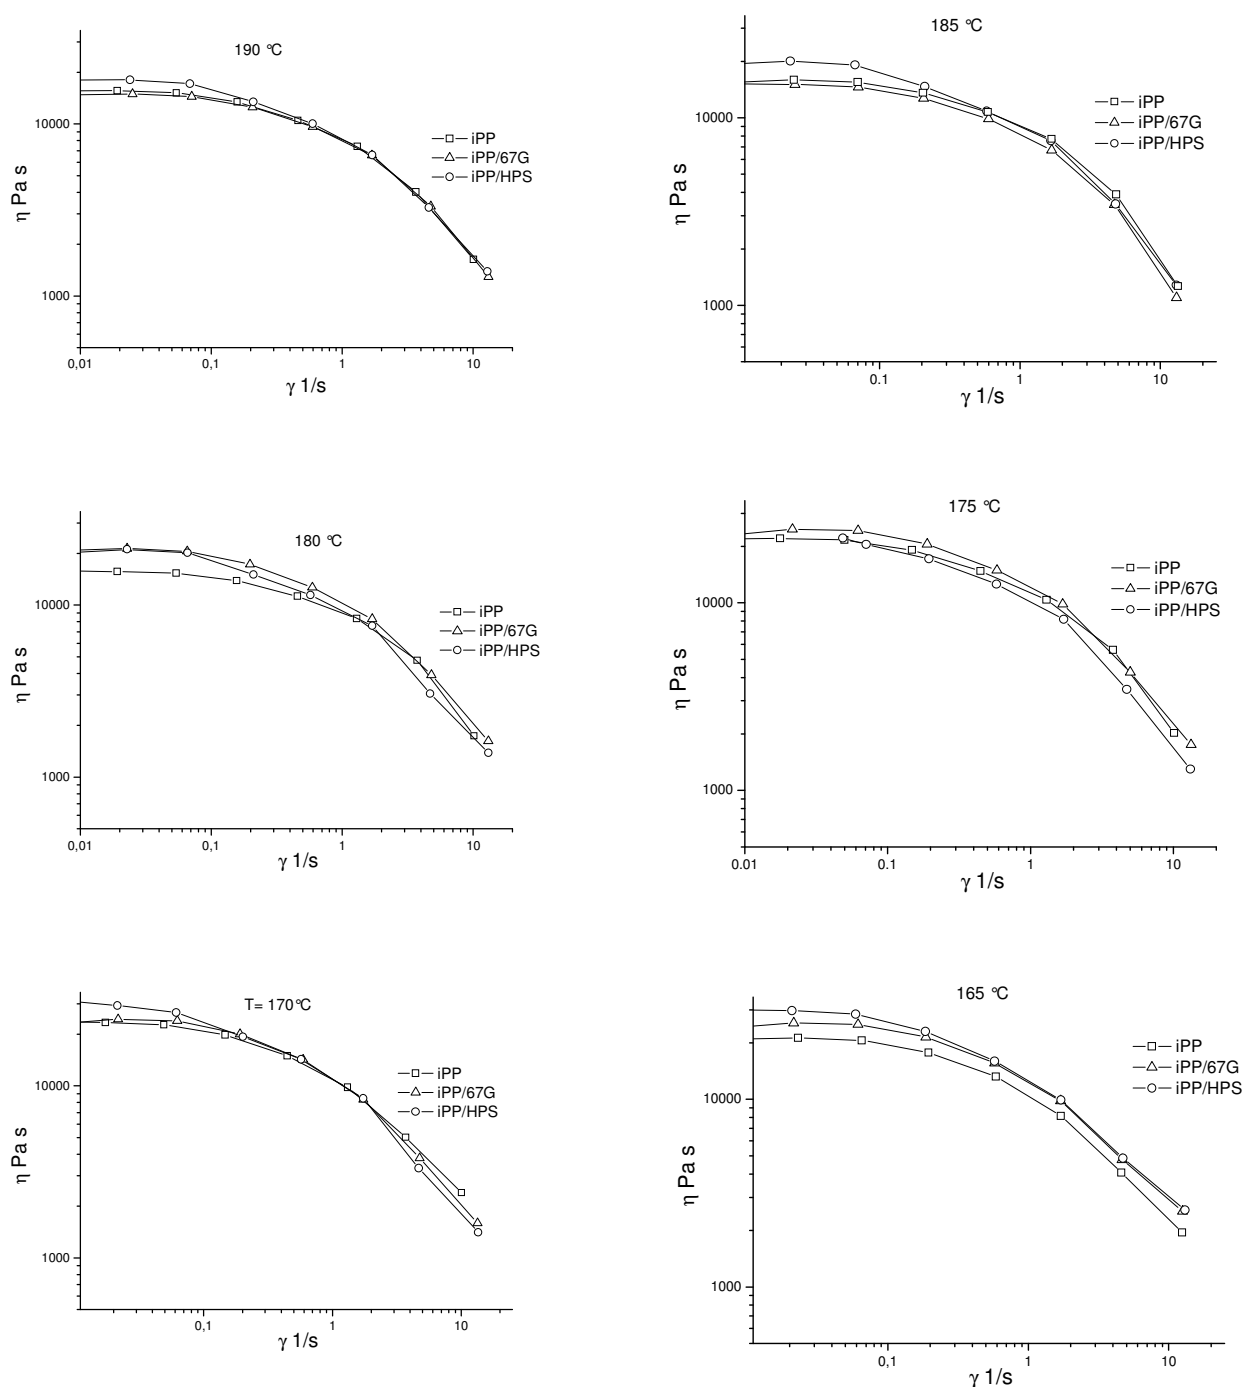 190 °C
10000
1000
η Pa s
iPP
iPP/67G
iPP/HPS
0,01
0,1
1
10
γ 1/s
185 °C
10000
1000
η Pa s
iPP
iPP/67G
iPP/HPS
0.1
1
10
γ 1/s
180 °C
10000
1000
η Pa s
iPP
iPP/67G
iPP/HPS
0,01
0,1
1
10
γ 1/s
175 °C
10000
1000
η Pa s
iPP
iPP/67G
iPP/HPS
0.01
0.1
1
10
γ 1/s
T= 170°C
10000
1000
η Pa s
iPP
iPP/67G
iPP/HPS
0,1
1
10
γ 1/s
165 °C
10000
1000
η Pa s
iPP
iPP/67G
iPP/HPS
0,1
1
10
γ 1/s